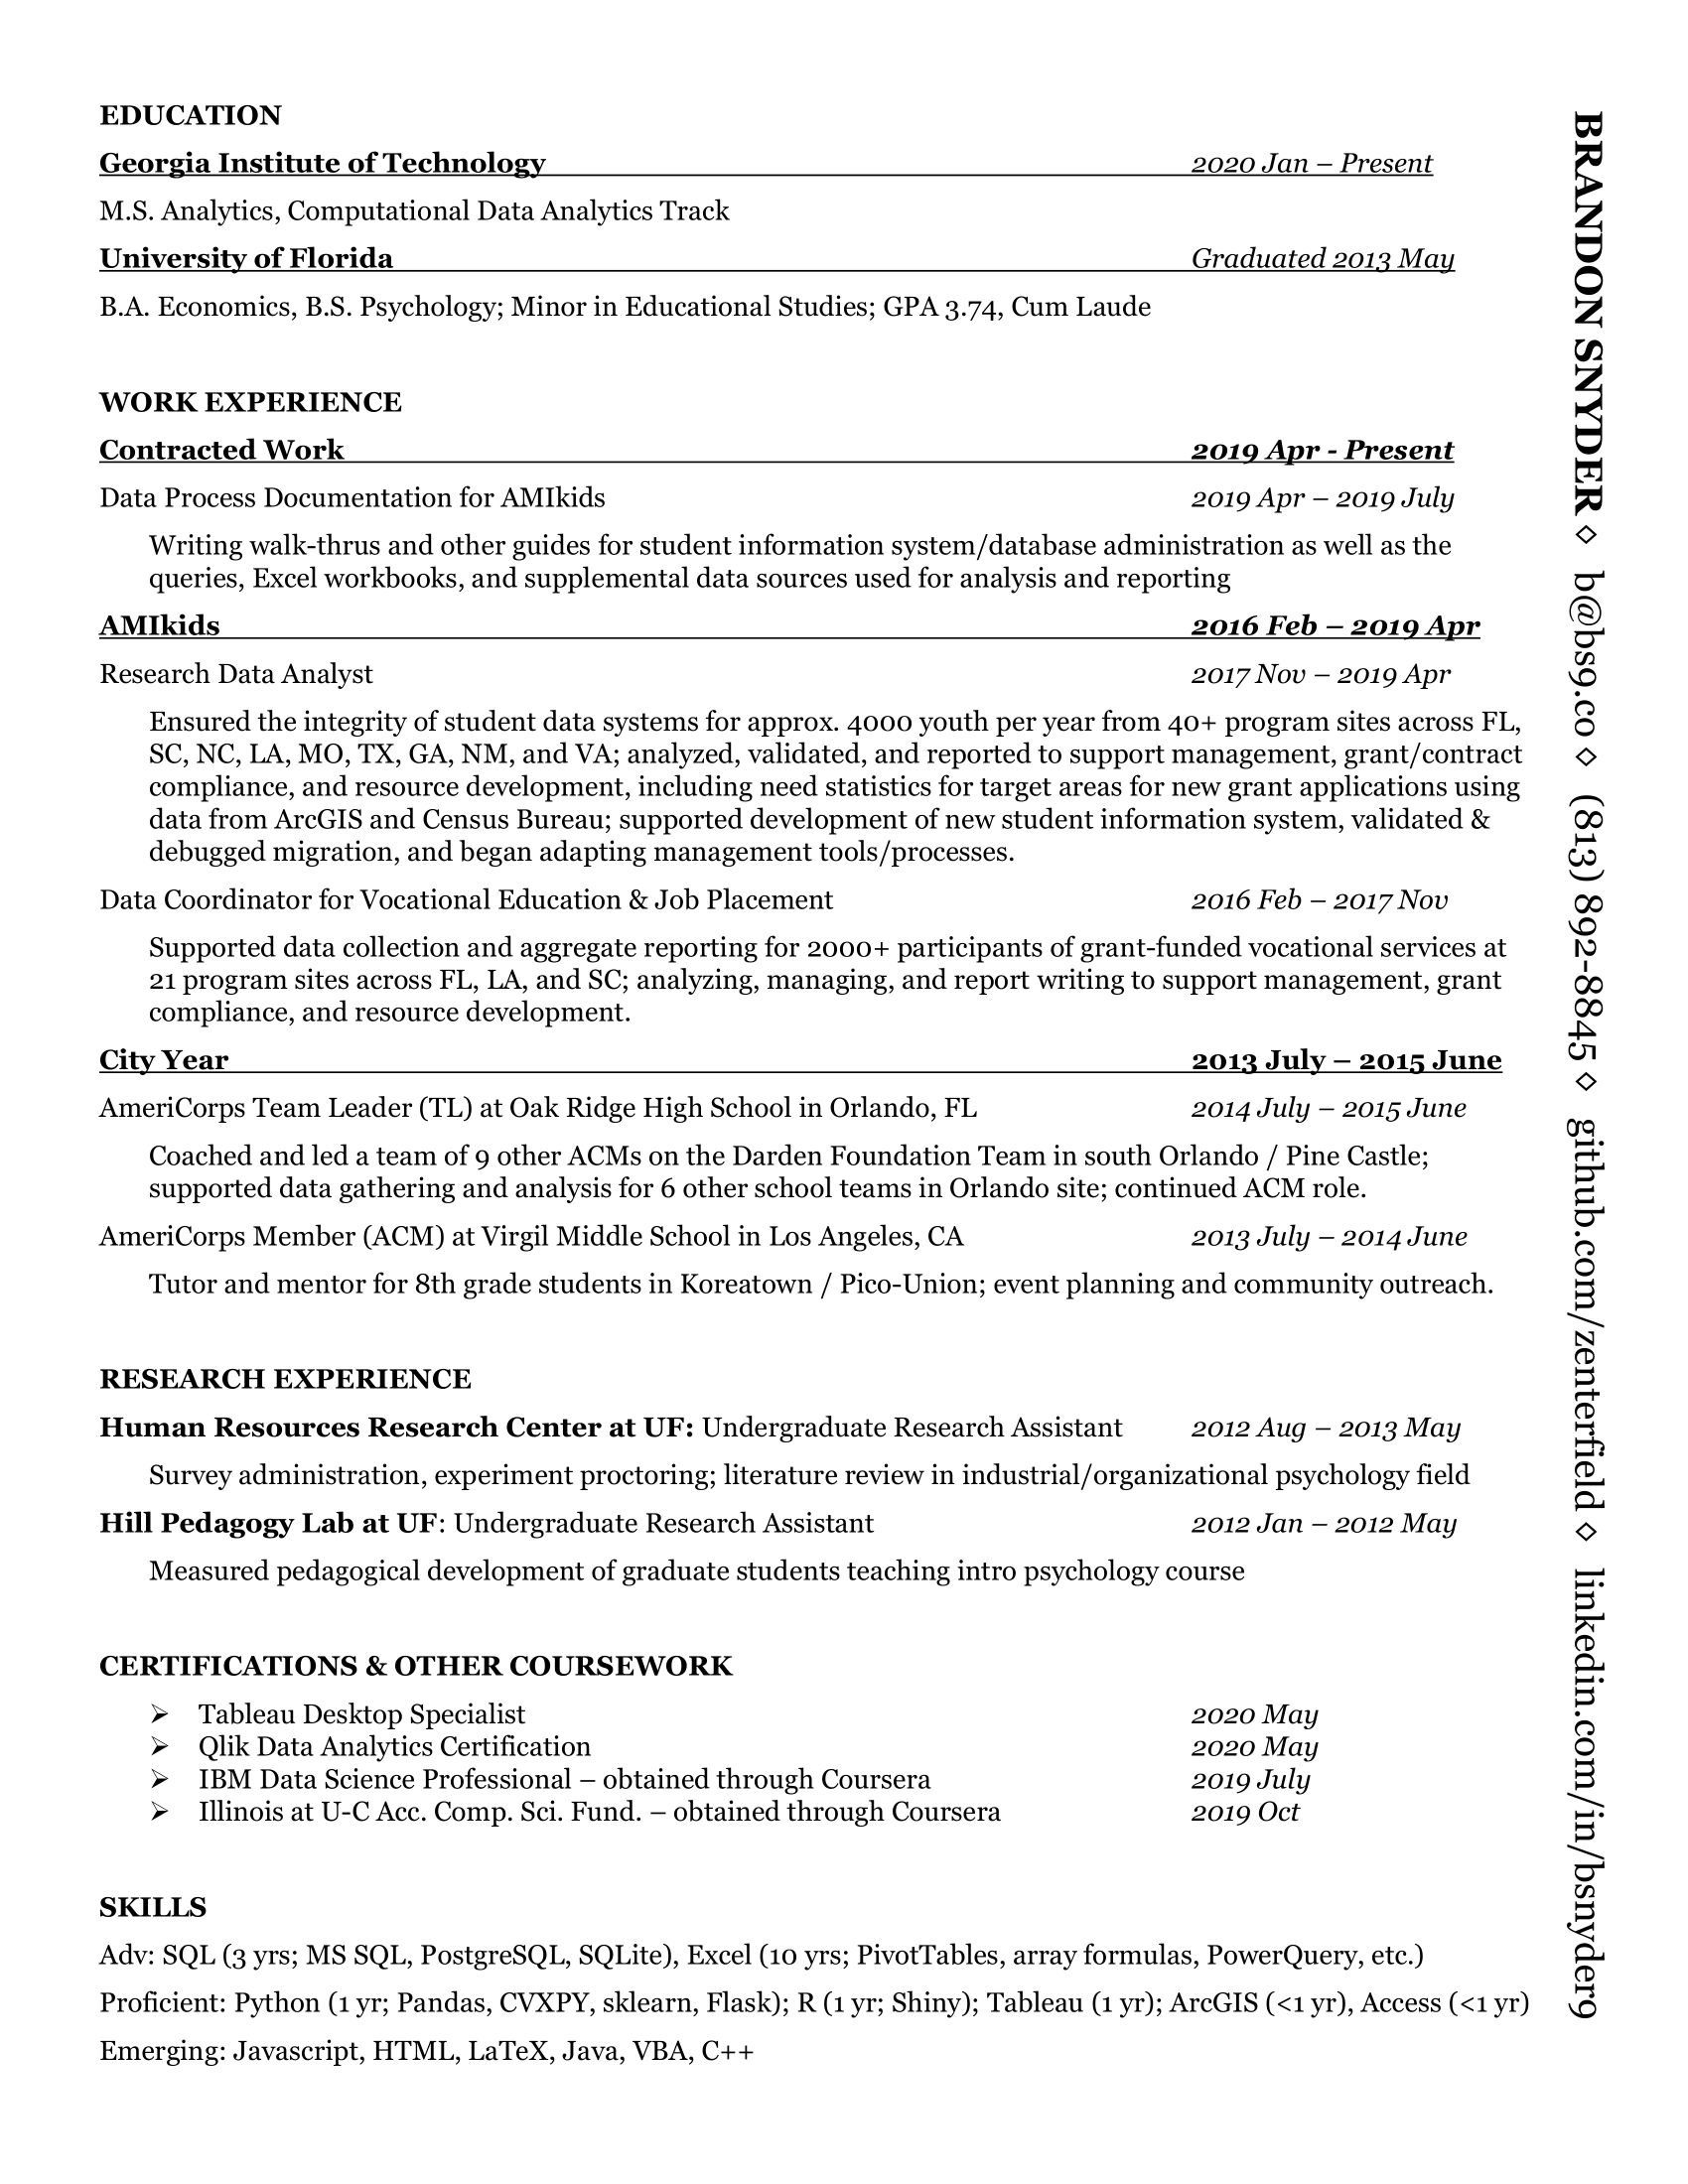 EDUCATION
Georgia Institute of Technology 2020 Jan – Present
M.S. Analytics, Computational Data Analytics Track
University of Florida Graduated 2013 May
B.A. Economics, B.S. Psychology; Minor in Educational Studies; GPA 3.74, Cum Laude
WORK EXPERIENCE
Contracted Work 2019 Apr - Present
Data Process Documentation for AMIkids 2019 Apr – 2019 July
Writing walk-thrus and other guides for student information system/database administration as well as the
queries, Excel workbooks, and supplemental data sources used for analysis and reporting
AMIkids 2016 Feb – 2019 Apr
Research Data Analyst 2017 Nov – 2019 Apr
Ensured the integrity of student data systems for approx. 4000 youth per year from 40+ program sites across FL,
SC, NC, LA, MO, TX, GA, NM, and VA; analyzed, validated, and reported to support management, grant/contract
compliance, and resource development, including need statistics for target areas for new grant applications using
data from ArcGIS and Census Bureau; supported development of new student information system, validated &
debugged migration, and began adapting management tools/processes.
Data Coordinator for Vocational Education & Job Placement 2016 Feb – 2017 Nov
Supported data collection and aggregate reporting for 2000+ participants of grant-funded vocational services at
21 program sites across FL, LA, and SC; analyzing, managing, and report writing to support management, grant
compliance, and resource development.
City Year 2013 July – 2015 June
AmeriCorps Team Leader (TL) at Oak Ridge High School in Orlando, FL 2014 July – 2015 June
Coached and led a team of 9 other ACMs on the Darden Foundation Team in south Orlando / Pine Castle;
supported data gathering and analysis for 6 other school teams in Orlando site; continued ACM role.
AmeriCorps Member (ACM) at Virgil Middle School in Los Angeles, CA 2013 July – 2014 June
Tutor and mentor for 8th grade students in Koreatown / Pico-Union; event planning and community outreach.
RESEARCH EXPERIENCE
Human Resources Research Center at UF: Undergraduate Research Assistant 2012 Aug – 2013 May
Survey administration, experiment proctoring; literature review in industrial/organizational psychology field
Hill Pedagogy Lab at UF: Undergraduate Research Assistant 2012 Jan – 2012 May
Measured pedagogical development of graduate students teaching intro psychology course
CERTIFICATIONS & OTHER COURSEWORK
➢ Tableau Desktop Specialist 2020 May
➢ Qlik Data Analytics Certification 2020 May
➢ IBM Data Science Professional – obtained through Coursera 2019 July
➢ Illinois at U-C Acc. Comp. Sci. Fund. – obtained through Coursera 2019 Oct
SKILLS
Adv: SQL (3 yrs; MS SQL, PostgreSQL, SQLite), Excel (10 yrs; PivotTables, array formulas, PowerQuery, etc.)
Proficient: Python (1 yr; Pandas, CVXPY, sklearn, Flask); R (1 yr; Shiny); Tableau (1 yr); ArcGIS (<1 yr), Access (<1 yr)
Emerging: Javascript, HTML, LaTeX, Java, VBA, C++
BRANDON SNYDER ◊ b@bs9.co ◊ (813) 892-8845 ◊ github.com/zenterfield ◊ linkedin.com/in/bsnyder9